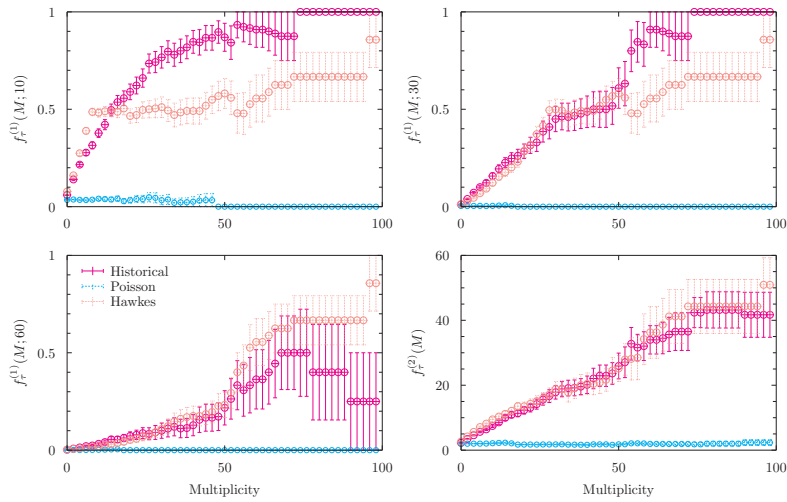 1
0.5
0
0
50
100
f_τ^(1)(M; 10)
1
0.5
0
0
50
100
f_τ^(1)(M; 30)
1
0.5
0
0
50
100
f_τ^(1)(M; 60)
Historical
Poisson
Hawkes
Multiplicity
60
40
20
0
0
50
100
f_τ^(2)(M)
Multiplicity